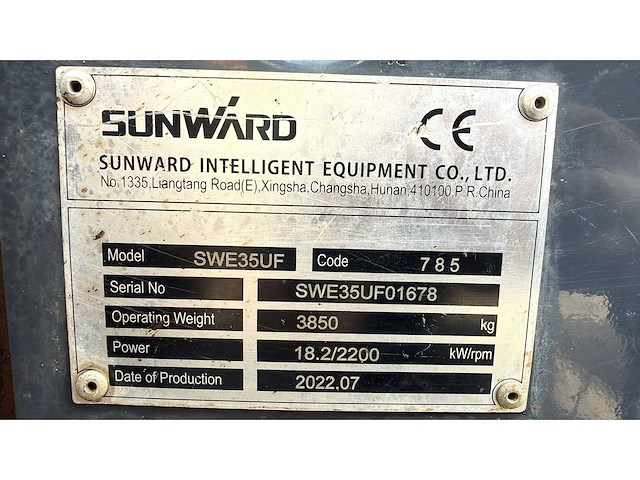 SUNWARD CE
SUNWARD INTELLIGENT EQUIPMENT CO., LTD.
No.1335,Liangtang Road(E),Xingsha,Changsha,Hunan 410100,P.R.China
Model SWE35UF Code 785
Serial No SWE35UF01678
Operating Weight 3850 kg
Power 18.2/2200 kW/rpm
Date of Production 2022.07